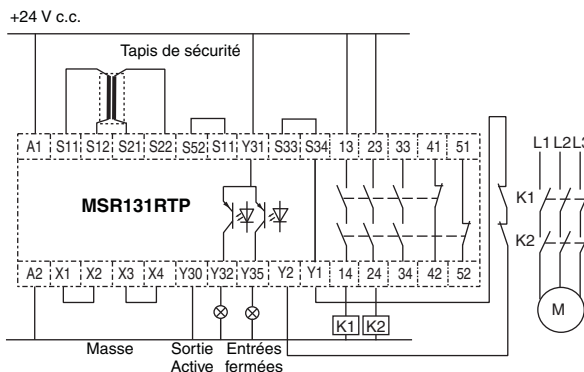 +24 V c.c.
Tapis de sécurité
A1 S11 S12 S21 S22 S52 S11 Y31 S33 S34 13 23 33 41 51
L1 L2 L3
MSR131RTP
K1
K2
A2 X1 X2 X3 X4 Y30 Y32 Y35 Y2 Y1 14 24 34 42 52
K1 K2
M
Masse
Sortie Active
Entrées fermées